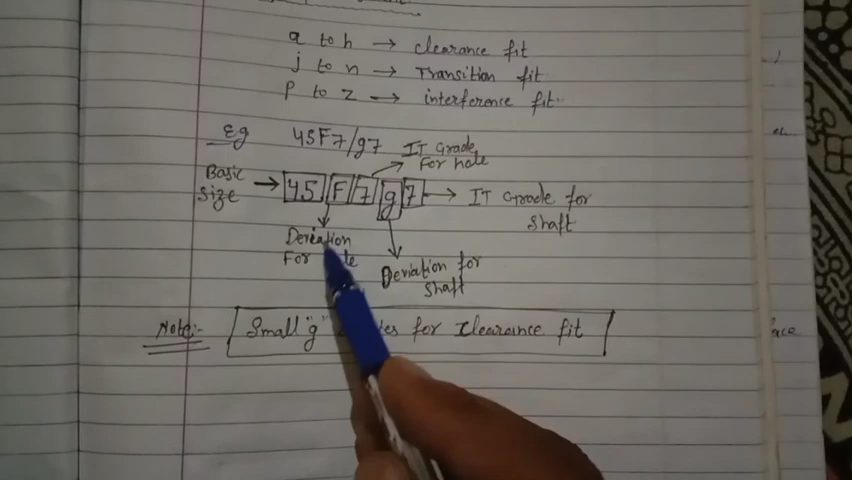 a to h → clearance fit
j to n → Transition fit
P to Z → interference fit.
Eg 45F7/g7 IT Grade For hole
Basic Size → 45 F 7 g 7 → IT Grade for Shaft
Deviation For
Deviation for Shaft
Note:- Small "g" for clearance fit